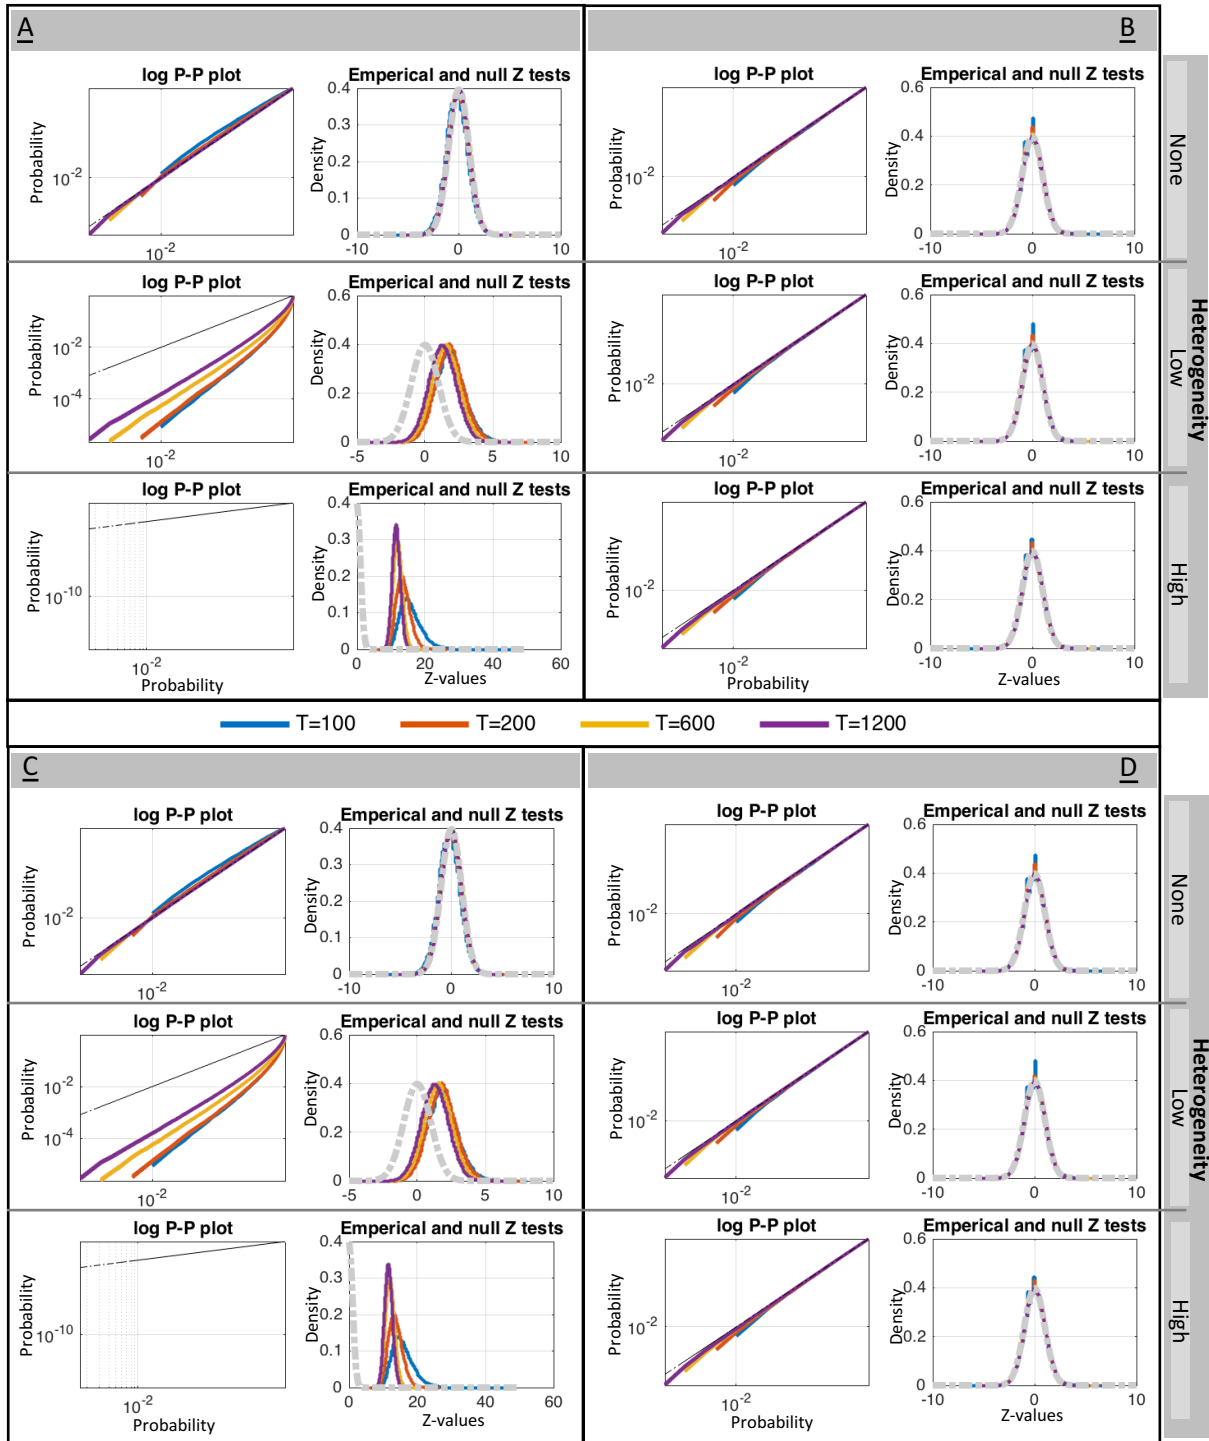 A
B
log P-P plot
Emperical and null Z tests
log P-P plot
Emperical and null Z tests
Probability
10-2
10-2
Density
0.4
0.3
0.2
0.1
0
-10
0
10
Probability
10-2
10-2
Density
0.6
0.4
0.2
0
-10
0
10
None
log P-P plot
Emperical and null Z tests
log P-P plot
Emperical and null Z tests
Probability
10-2
10-4
10-2
Density
0.6
0.4
0.2
0
-5
0
5
10
Probability
10-2
10-2
Density
0.6
0.4
0.2
0
-10
0
10
Low
Heterogeneity
log P-P plot
Emperical and null Z tests
log P-P plot
Emperical and null Z tests
Probability
10-10
10-2
Probability
Density
0.4
0.3
0.2
0.1
0
0
20
40
60
Z-values
Probability
10-2
10-2
Density
0.6
0.4
0.2
0
-10
0
10
Z-values
High
T=100
T=200
T=600
T=1200
C
D
log P-P plot
Emperical and null Z tests
log P-P plot
Emperical and null Z tests
Probability
10-2
10-2
Density
0.4
0.3
0.2
0.1
0
-10
0
10
Probability
10-2
10-2
Density
0.6
0.4
0.2
0
-10
0
10
None
log P-P plot
Emperical and null Z tests
log P-P plot
Emperical and null Z tests
Probability
10-2
10-4
10-2
Density
0.6
0.4
0.2
0
-5
0
5
10
Probability
10-2
10-2
Density
0.6
0.4
0.2
0
-10
0
10
Low
Heterogeneity
log P-P plot
Emperical and null Z tests
log P-P plot
Emperical and null Z tests
Probability
10-10
10-2
Probability
Density
0.4
0.3
0.2
0.1
0
0
20
40
60
Z-values
Probability
10-2
10-2
Probability
Density
0.6
0.4
0.2
0
-10
0
10
Z-values
High